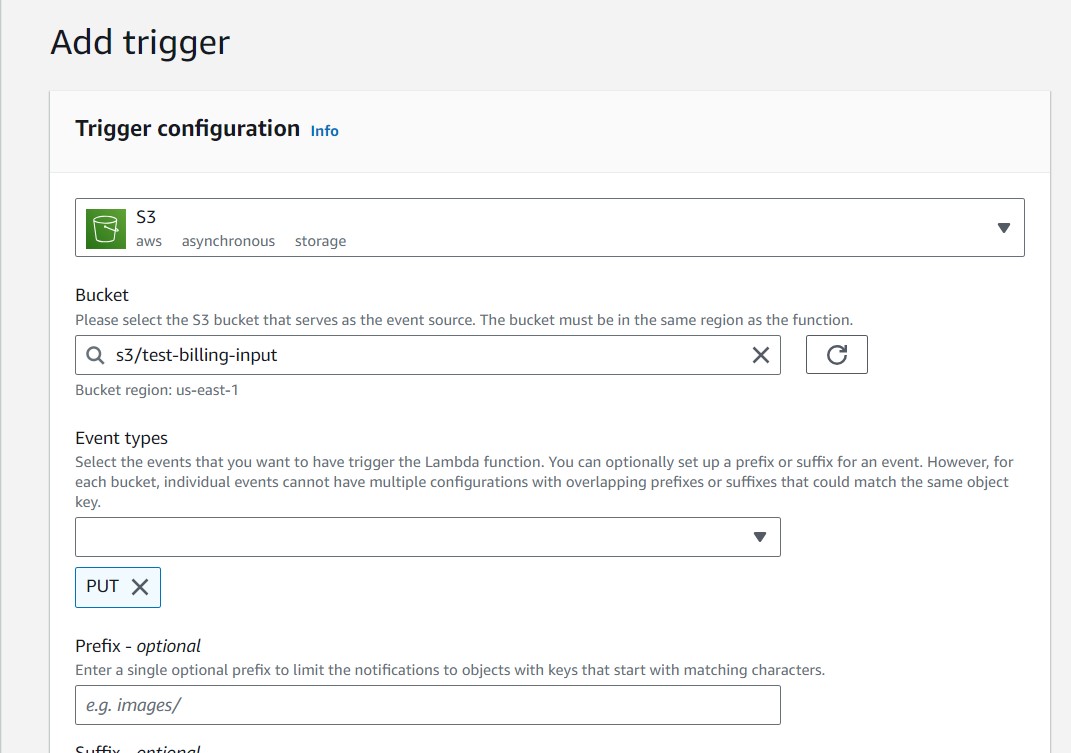 Add trigger
Trigger configuration Info
S3
aws asynchronous storage
Bucket
Please select the S3 bucket that serves as the event source. The bucket must be in the same region as the function.
s3/test-billing-input
Bucket region: us-east-1
Event types
Select the events that you want to have trigger the Lambda function. You can optionally set up a prefix or suffix for an event. However, for
each bucket, individual events cannot have multiple configurations with overlapping prefixes or suffixes that could match the same object
key.
PUT
Prefix - optional
Enter a single optional prefix to limit the notifications to objects with keys that start with matching characters.
e.g. images/
Suffix - optional